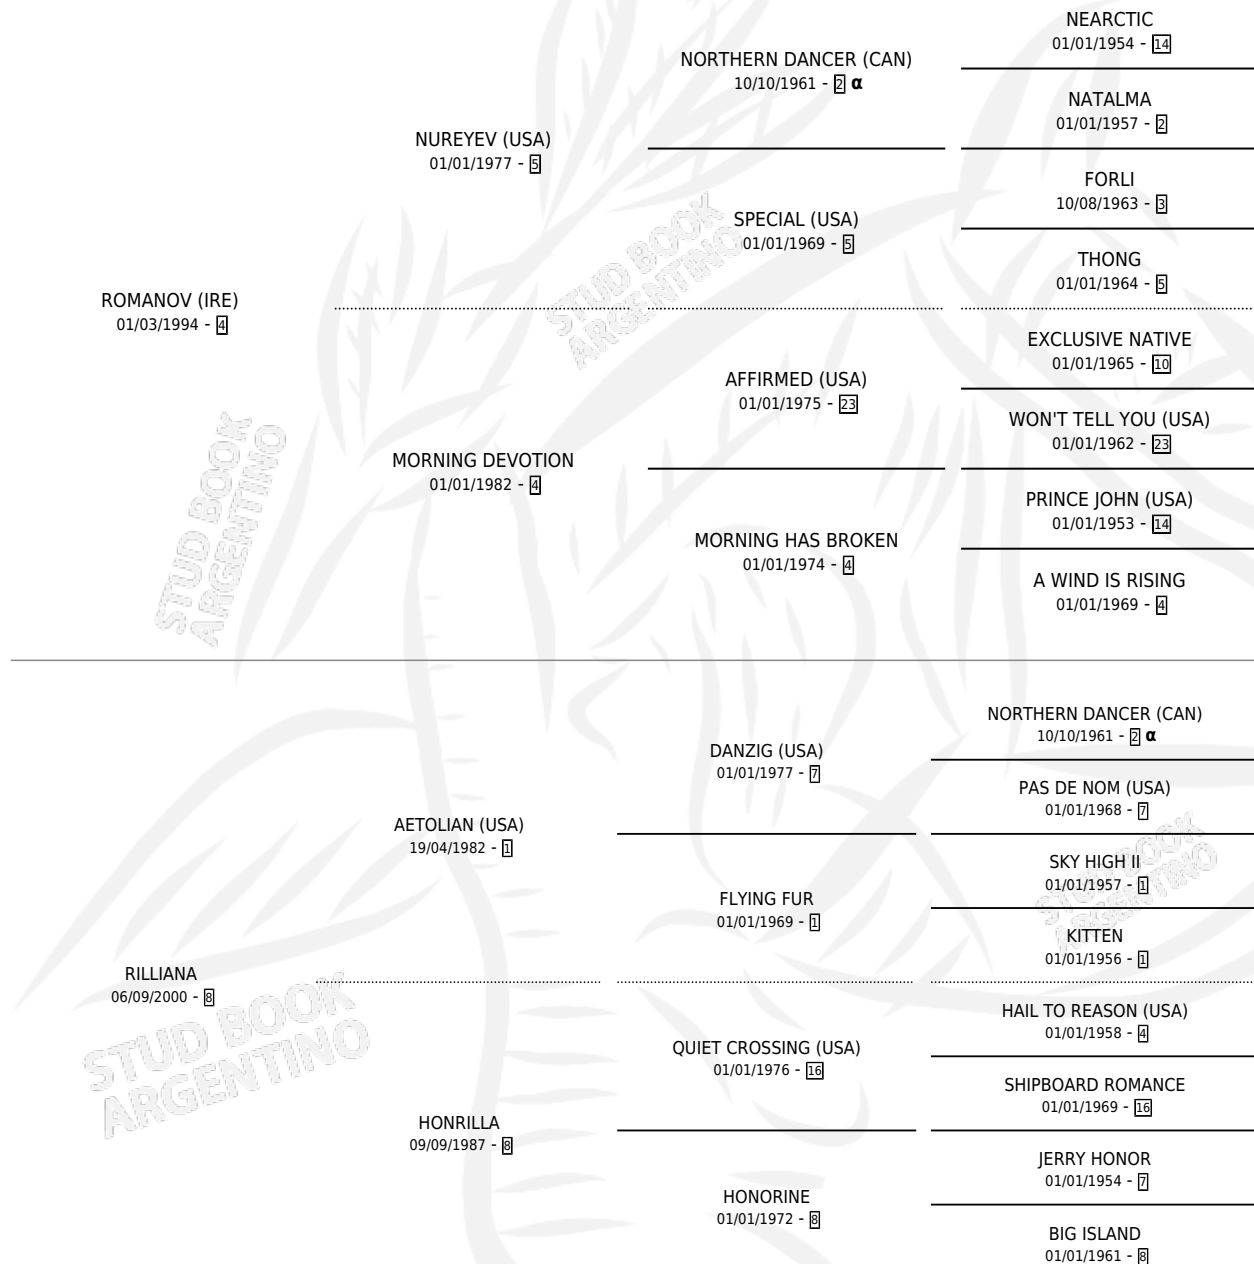 NEARCTIC
01/01/1954 - 14
NORTHERN DANCER (CAN)
10/10/1961 - 2 α
NATALMA
01/01/1957 - 2
NUREYEV (USA)
01/01/1977 - 5
FORLI
10/08/1963 - 3
SPECIAL (USA)
01/01/1969 - 5
THONG
01/01/1964 - 5
ROMANOV (IRE)
01/03/1994 - 4
EXCLUSIVE NATIVE
01/01/1965 - 10
AFFIRMED (USA)
01/01/1975 - 23
WON'T TELL YOU (USA)
01/01/1962 - 23
MORNING DEVOTION
01/01/1982 - 4
PRINCE JOHN (USA)
01/01/1953 - 14
MORNING HAS BROKEN
01/01/1974 - 4
A WIND IS RISING
01/01/1969 - 4
NORTHERN DANCER (CAN)
10/10/1961 - 2 α
DANZIG (USA)
01/01/1977 - 7
PAS DE NOM (USA)
01/01/1968 - 7
AETOLIAN (USA)
19/04/1982 - 1
SKY HIGH II
01/01/1957 - 1
FLYING FUR
01/01/1969 - 1
KITTEN
01/01/1956 - 1
RILLIANA
06/09/2000 - 8
HAIL TO REASON (USA)
01/01/1958 - 4
QUIET CROSSING (USA)
01/01/1976 - 16
SHIPBOARD ROMANCE
01/01/1969 - 16
HONRILLA
09/09/1987 - 8
JERRY HONOR
01/01/1954 - 7
HONORINE
01/01/1972 - 8
BIG ISLAND
01/01/1961 - 8
STUD BOOK
ARGENTINO
STUD BOOK
ARGENTINO
STUD BOOK
ARGENTINO
STUD BOOK
ARGENTINO